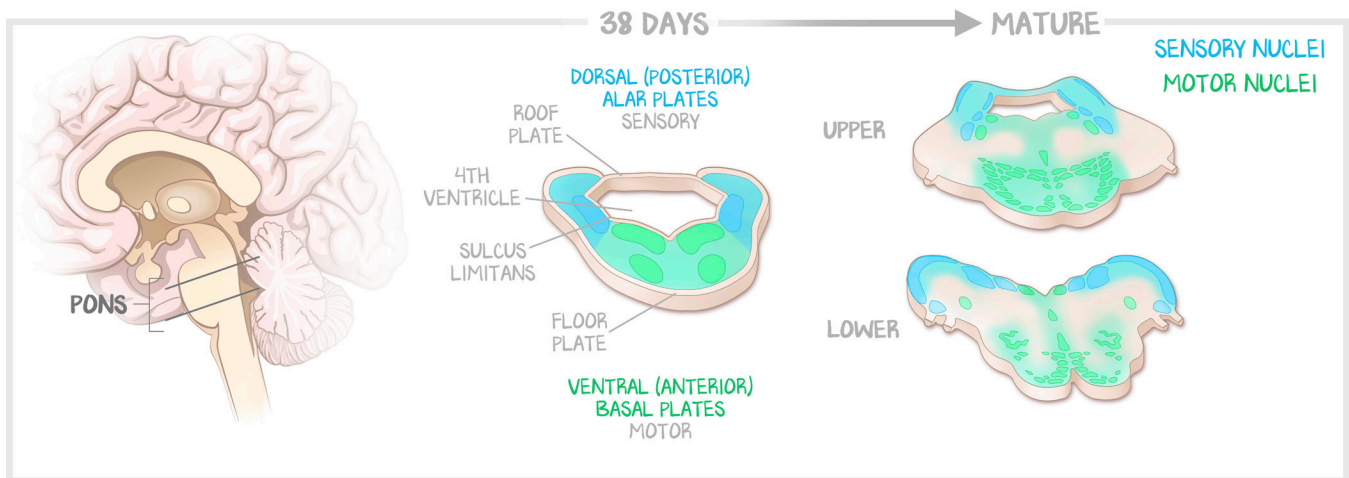 38 DAYS
MATURE
SENSORY NUCLEI
MOTOR NUCLEI
DORSAL (POSTERIOR)
ALAR PLATES
SENSORY
ROOF
PLATE
4TH
VENTRICLE
SULCUS
LIMITANS
FLOOR
PLATE
VENTRAL (ANTERIOR)
BASAL PLATES
MOTOR
PONS
UPPER
LOWER